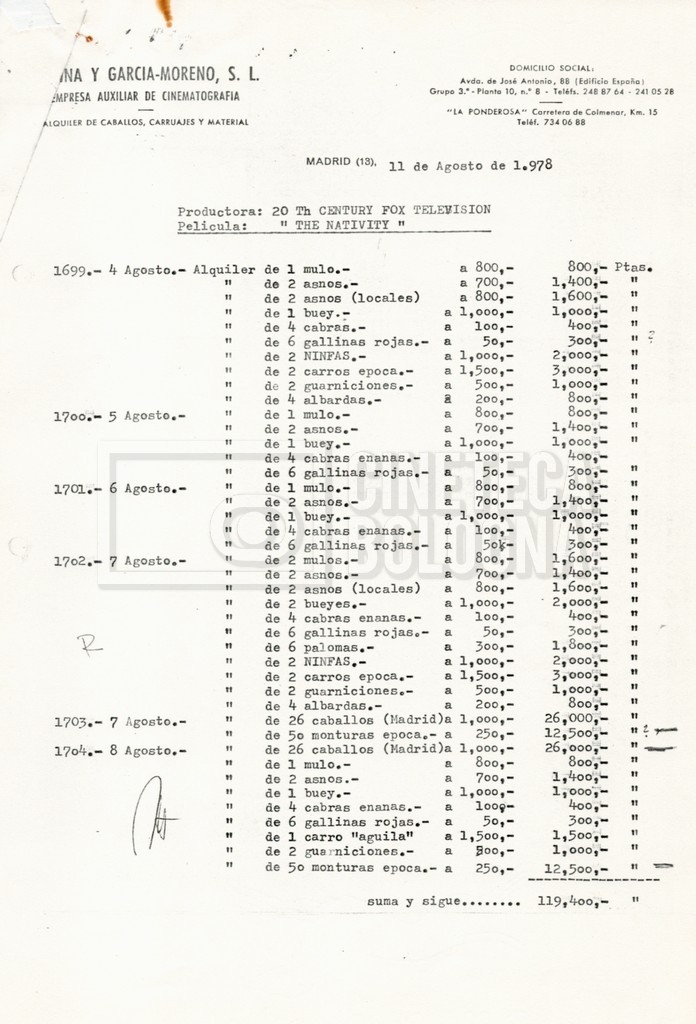 INA Y GARCIA-MORENO, S. L.
EMPRESA AUXILIAR DE CINEMATOGRAFIA
ALQUILER DE CABALLOS, CARRUAJES Y MATERIAL
DOMICILIO SOCIAL:
Avda. de José Antonio, 88 (Edificio España)
Grupo 3.º - Planta 10, n.º 8 - Teléfs. 248 87 64 - 241 05 28
"LA PONDEROSA" Carretera de Colmenar, Km. 15
Teléf. 734 06 88
MADRID (13), 11 de Agosto de 1.978
Productora: 20 Th CENTURY FOX TELEVISION
Pelicula: " THE NATIVITY "
1699.- 4 Agosto.- Alquiler de 1 mulo.- a 800,- 800,- Ptas.
" de 2 asnos.- a 700,- 1,400,- "
" de 2 asnos (locales) a 800,- 1,600,- "
" de 1 buey.- a 1,000,- 1,000,- "
" de 4 cabras.- a 100,- 400,- "
" de 6 gallinas rojas.- a 50,- 300,- " ?
" de 2 NINFAS.- a 1,000,- 2,000,- "
" de 2 carros epoca.- a 1,500,- 3,000,- "
" de 2 guarniciones.- a 500,- 1,000,- "
" de 4 albardas.- a 200,- 800,- "
1700.- 5 Agosto.- " de 1 mulo.- a 800,- 800,- "
" de 2 asnos.- a 700,- 1,400,- "
" de 1 buey.- a 1,000,- 1,000,- "
" de 4 cabras enanas.- a 100,- 400,-
" de 6 gallinas rojas.- a 50,- 300,- "
1701.- 6 Agosto.- " de 1 mulo.- a 800,- 800,- "
" de 2 asnos.- a 700,- 1,400,- "
" de 1 buey.- a 1,000,- 1,000,- "
" de 4 cabras enanas.- a 100,- 400,- "
" de 6 gallinas rojas.- a 50,- 300,- "
1702.- 7 Agosto.- " de 2 mulos.- a 800,- 1,600,- "
" de 2 asnos.- a 700,- 1,400,- "
" de 2 asnos (locales) a 800,- 1,600,- "
" de 2 bueyes.- a 1,000,- 2,000,- "
" de 4 cabras enanas.- a 100,- 400,- "
" de 6 gallinas rojas.- a 50,- 300,- "
R " de 6 palomas.- a 300,- 1,800,- "
" de 2 NINFAS.- a 1,000,- 2,000,- "
" de 2 carros epoca.- a 1,500,- 3,000,- "
" de 2 guarniciones.- a 500,- 1,000,- "
" de 4 albardas.- a 200,- 800,- "
1703.- 7 Agosto.- " de 26 caballos (Madrid)a 1,000,- 26,000,- "
" de 50 monturas epoca.- a 250,- 12,500,- " ?
1704.- 8 Agosto.- " de 26 caballos (Madrid)a 1,000,- 26,000,- "
" de 1 mulo.- a 800,- 800,- "
" de 2 asnos.- a 700,- 1,400,- "
" de 1 buey.- a 1,000,- 1,000,- "
" de 4 cabras enanas.- a 100,- 400,- "
" de 6 gallinas rojas.- a 50,- 300,- "
" de 1 carro "aguila" a 1,500,- 1,500,- "
" de 2 guarniciones.- a 500,- 1,000,- "
" de 50 monturas epoca.- a 250,- 12,500,- "
suma y sigue........ 119,400,- "
CINETECA
BOLOGNA